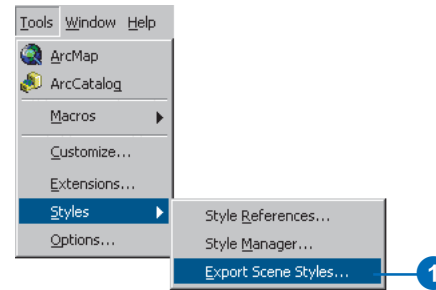 Tools Window Help
ArcMap
ArcCatalog
Macros
Customize...
Extensions...
Styles
Options...
Style References...
Style Manager...
Export Scene Styles...
1